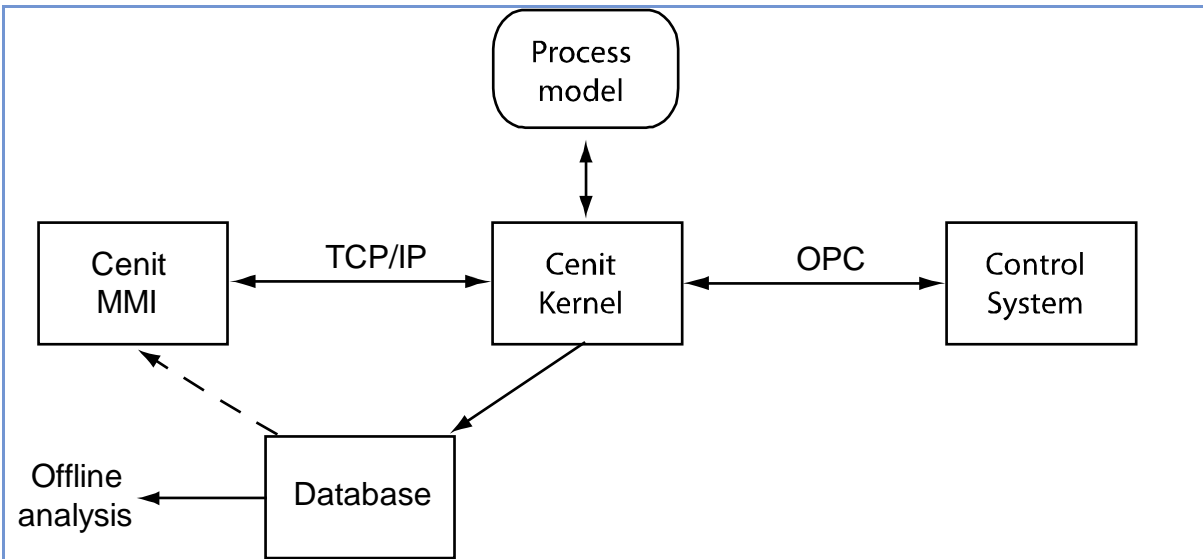 Process
model
Cenit
MMI
TCP/IP
Cenit
Kernel
OPC
Control
System
Offline
analysis
Database